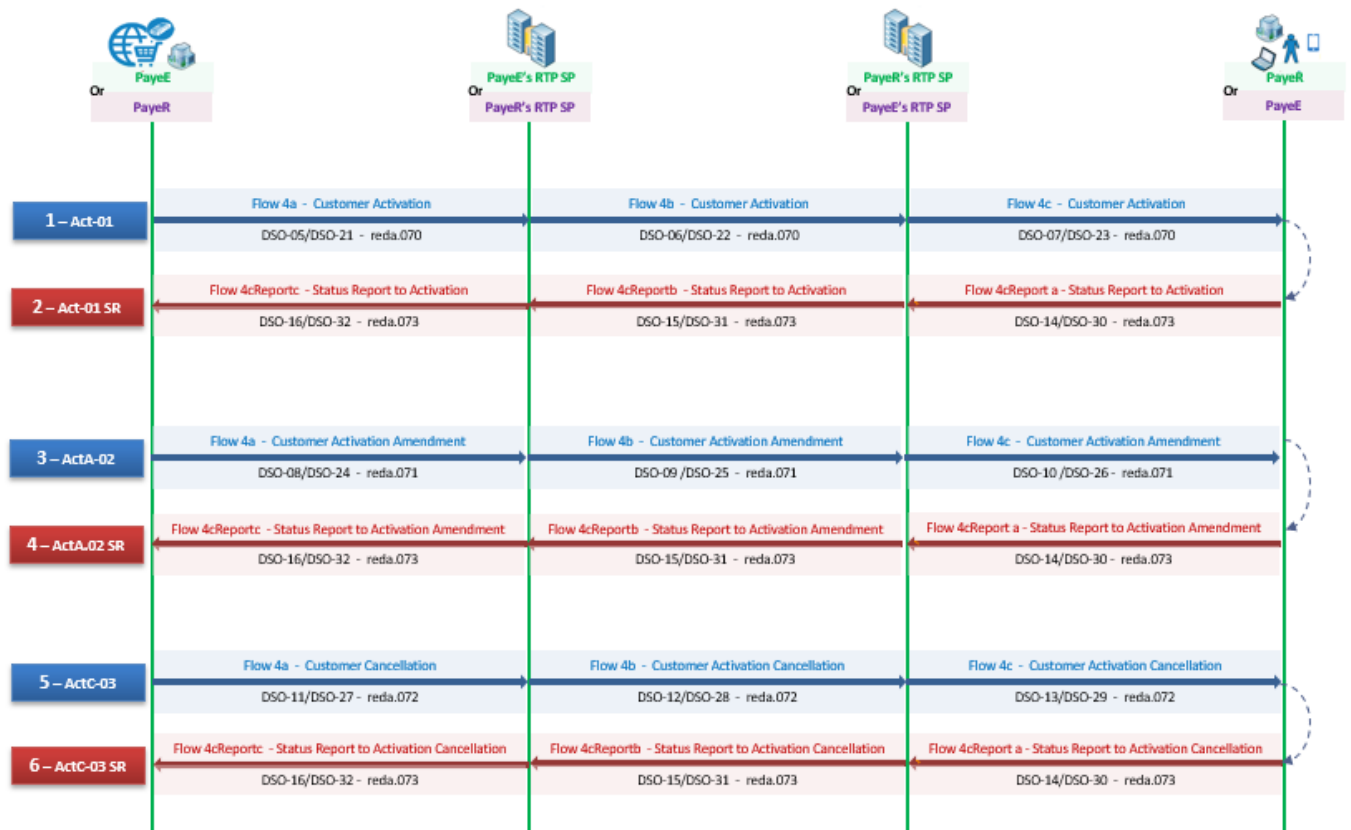 PayeE
Or
PayeR
PayeE's RTP SP
Or
PayeR's RTP SP
PayeR's RTP SP
Or
PayeE's RTP SP
PayeR
Or
PayeE
1 – Act-01
Flow 4a - Customer Activation
DSO-05/DSO-21 - reda.070
Flow 4b - Customer Activation
DSO-06/DSO-22 - reda.070
Flow 4c - Customer Activation
DSO-07/DSO-23 - reda.070
2 – Act-01 SR
Flow 4cReportc - Status Report to Activation
DSO-16/DSO-32 - reda.073
Flow 4cReportb - Status Report to Activation
DSO-15/DSO-31 - reda.073
Flow 4cReport a - Status Report to Activation
DSO-14/DSO-30 - reda.073
3 – ActA-02
Flow 4a - Customer Activation Amendment
DSO-08/DSO-24 - reda.071
Flow 4b - Customer Activation Amendment
DSO-09 /DSO-25 - reda.071
Flow 4c - Customer Activation Amendment
DSO-10 /DSO-26 - reda.071
4 – ActA.02 SR
Flow 4cReportc - Status Report to Activation Amendment
DSO-16/DSO-32 - reda.073
Flow 4cReportb - Status Report to Activation Amendment
DSO-15/DSO-31 - reda.073
Flow 4cReport a - Status Report to Activation Amendment
DSO-14/DSO-30 - reda.073
5 – ActC-03
Flow 4a - Customer Cancellation
DSO-11/DSO-27 - reda.072
Flow 4b - Customer Activation Cancellation
DSO-12/DSO-28 - reda.072
Flow 4c - Customer Activation Cancellation
DSO-13/DSO-29 - reda.072
6 – ActC-03 SR
Flow 4cReportc - Status Report to Activation Cancellation
DSO-16/DSO-32 - reda.073
Flow 4cReportb - Status Report to Activation Cancellation
DSO-15/DSO-31 - reda.073
Flow 4cReport a - Status Report to Activation Cancellation
DSO-14/DSO-30 - reda.073